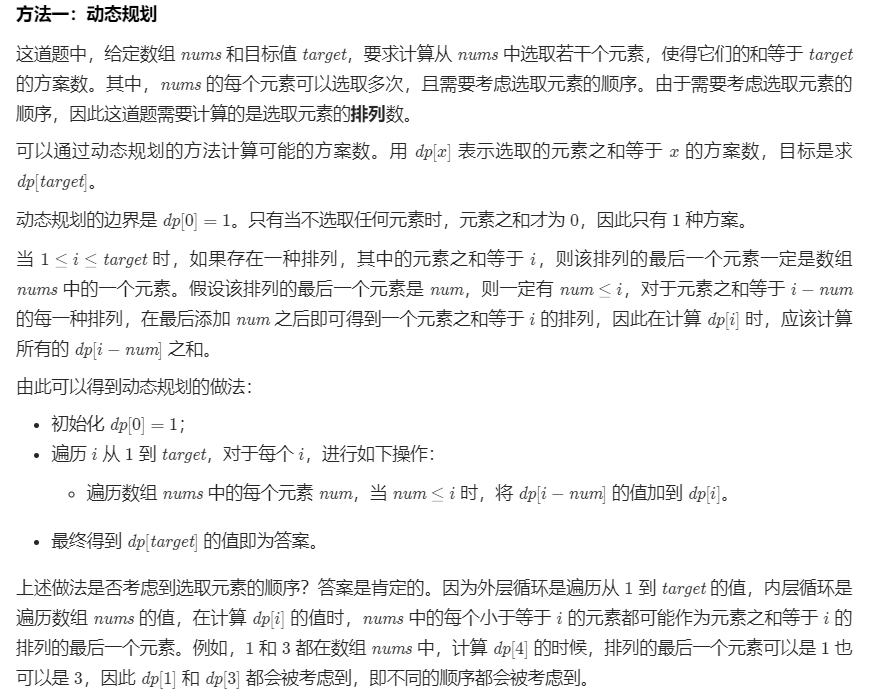 方法一：动态规划
这道题中，给定数组 nums 和目标值 target，要求计算从 nums 中选取若干个元素，使得它们的和等于 target
的方案数。其中，nums 的每个元素可以选取多次，且需要考虑选取元素的顺序。由于需要考虑选取元素的
顺序，因此这道题需要计算的是选取元素的排列数。
可以通过动态规划的方法计算可能的方案数。用 dp[x] 表示选取的元素之和等于 x 的方案数，目标是求
dp[target]。
动态规划的边界是 dp[0] = 1。只有当不选取任何元素时，元素之和才为 0，因此只有 1 种方案。
当 1 ≤ i ≤ target 时，如果存在一种排列，其中的元素之和等于 i，则该排列的最后一个元素一定是数组
nums 中的一个元素。假设该排列的最后一个元素是 num，则一定有 num ≤ i，对于元素之和等于 i − num
的每一种排列，在最后添加 num 之后即可得到一个元素之和等于 i 的排列，因此在计算 dp[i] 时，应该计算
所有的 dp[i − num] 之和。
由此可以得到动态规划的做法：
• 初始化 dp[0] = 1；
• 遍历 i 从 1 到 target，对于每个 i，进行如下操作：
◦ 遍历数组 nums 中的每个元素 num，当 num ≤ i 时，将 dp[i − num] 的值加到 dp[i]。
• 最终得到 dp[target] 的值即为答案。
上述做法是否考虑到选取元素的顺序？答案是肯定的。因为外层循环是遍历从 1 到 target 的值，内层循环是
遍历数组 nums 的值，在计算 dp[i] 的值时，nums 中的每个小于等于 i 的元素都可能作为元素之和等于 i 的
排列的最后一个元素。例如，1 和 3 都在数组 nums 中，计算 dp[4] 的时候，排列的最后一个元素可以是 1 也
可以是 3，因此 dp[1] 和 dp[3] 都会被考虑到，即不同的顺序都会被考虑到。